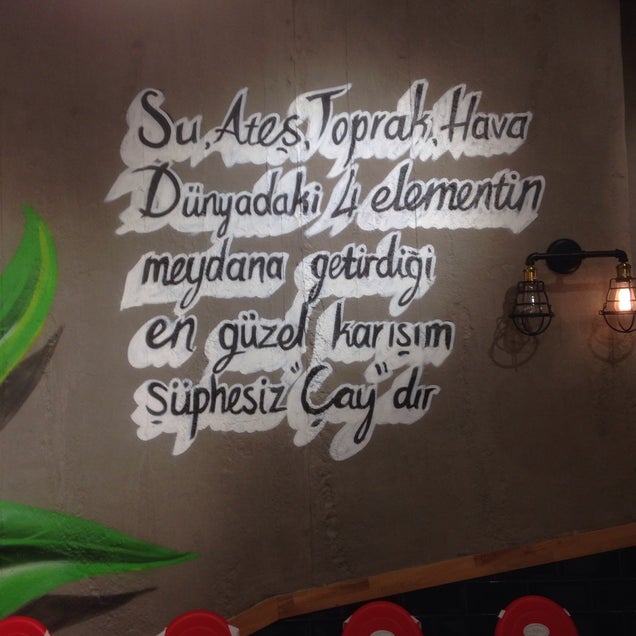 Su, Ateş, Toprak, Hava
Dünyadaki 4 elementin
meydana getirdiği
en güzel karışım
şüphesiz "Çay" dır